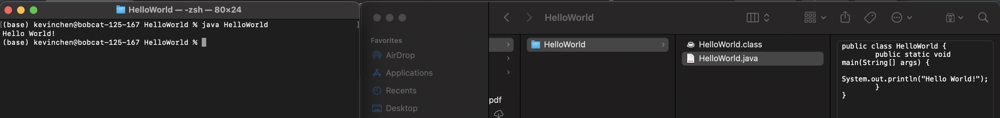 HelloWorld — -zsh — 80×24
[(base) kevinchen@bobcat-125-167 HelloWorld % java HelloWorld ]
Hello World!
(base) kevinchen@bobcat-125-167 HelloWorld %
HelloWorld
Favorites
AirDrop
Applications
Recents
Desktop
pdf
HelloWorld
HelloWorld.class
HelloWorld.java
public class HelloWorld {
public static void
main(String[] args) {
System.out.println("Hello World!");
}
}